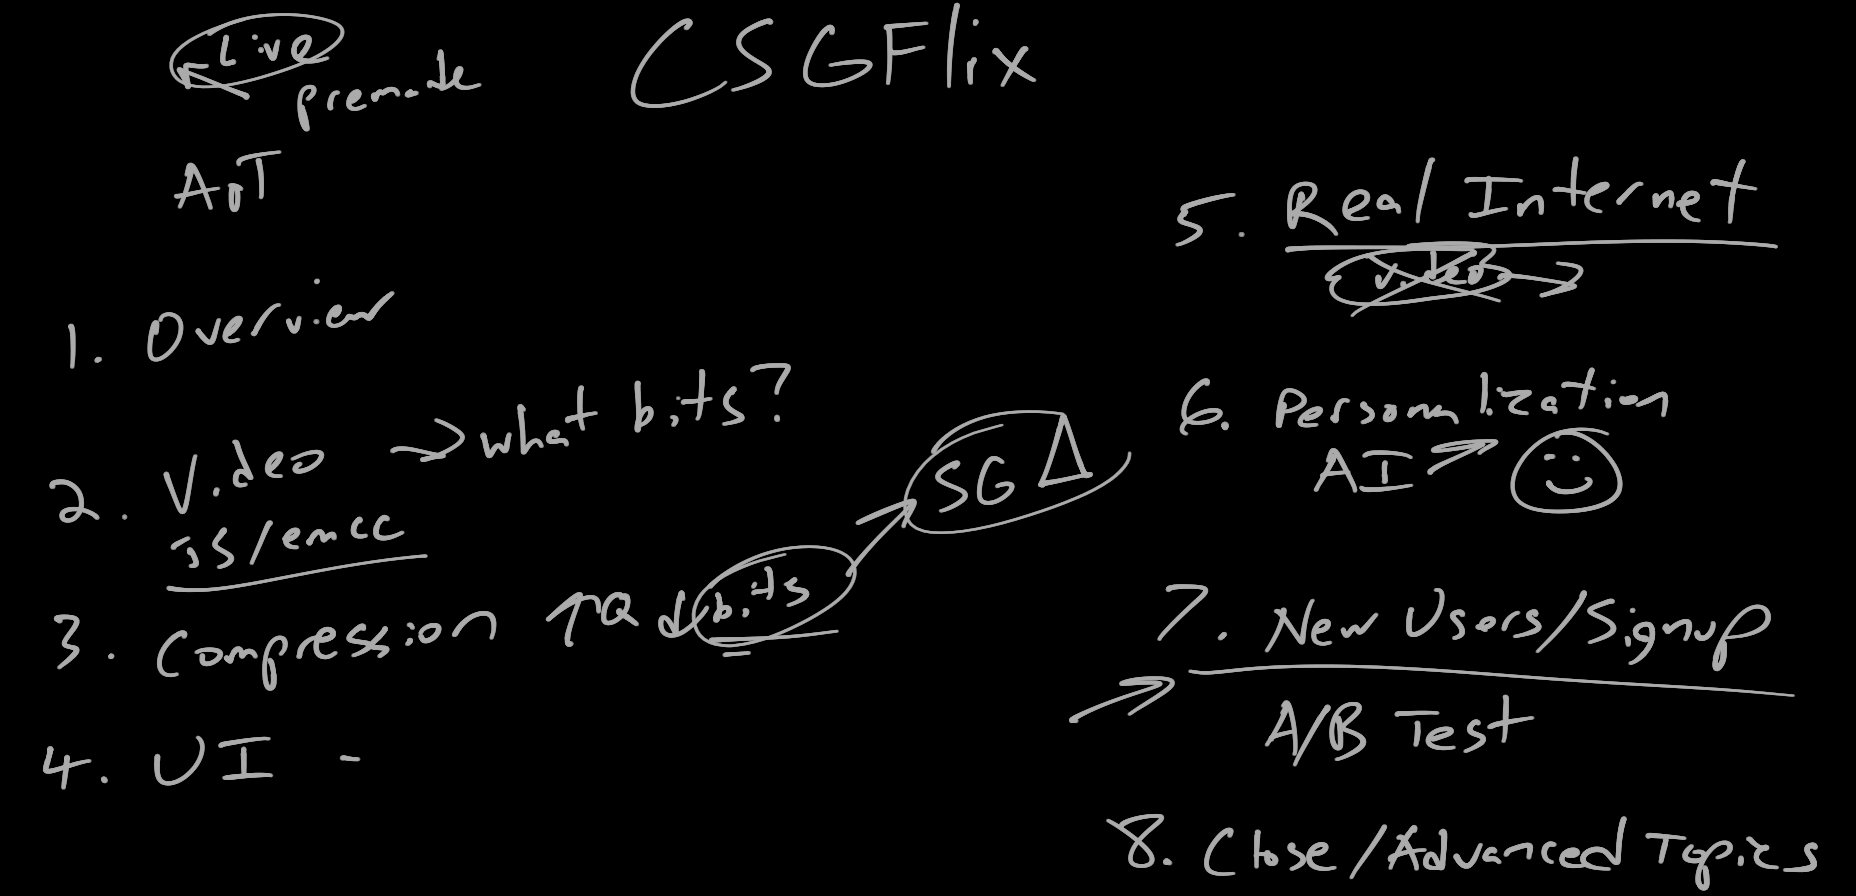 CSGFlix
Live
premade
AoT
1. Overview
2. Video → what bits?
JS/emcc
3. Compression ↑Q ↓bits → SG Δ
4. UI -
5. Real Internet
video →
6. Personalization
AI →
7. New Users/Signup
A/B Test
8. Close/Advanced Topics